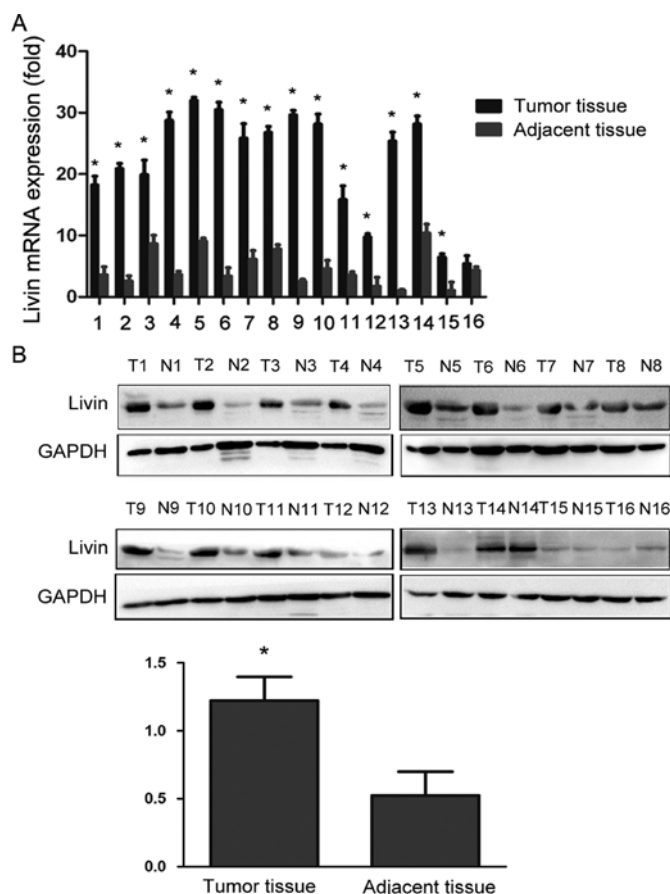 A
Livin mRNA expression (fold)
40
30
20
10
0
* * * * * * * * * * * * * * *
Tumor tissue
Adjacent tissue
1 2 3 4 5 6 7 8 9 10 11 12 13 14 15 16
B
T1 N1 T2 N2 T3 N3 T4 N4
T5 N5 T6 N6 T7 N7 T8 N8
Livin
GAPDH
T9 N9 T10 N10 T11 N11 T12 N12
T13 N13 T14 N14 T15 N15 T16 N16
Livin
GAPDH
1.5
1.0
0.5
0.0
*
Tumor tissue
Adjacent tissue